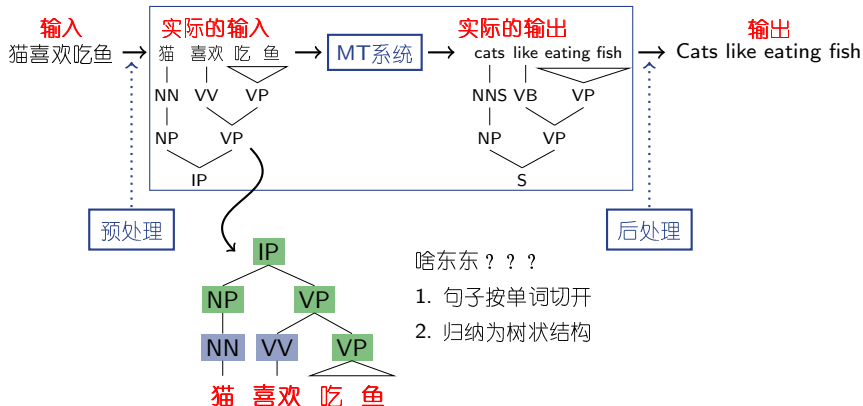 输入 实际的输入 实际的输出 输出
猫喜欢吃鱼 猫 喜欢 吃 鱼 MT系统 cats like eating fish Cats like eating fish
NN VV VP NNS VB VP
NP VP NP VP
IP S
预处理 后处理
IP
啥东东？？？
NP VP
1. 句子按单词切开
2. 归纳为树状结构
NN VV VP
猫 喜欢 吃 鱼